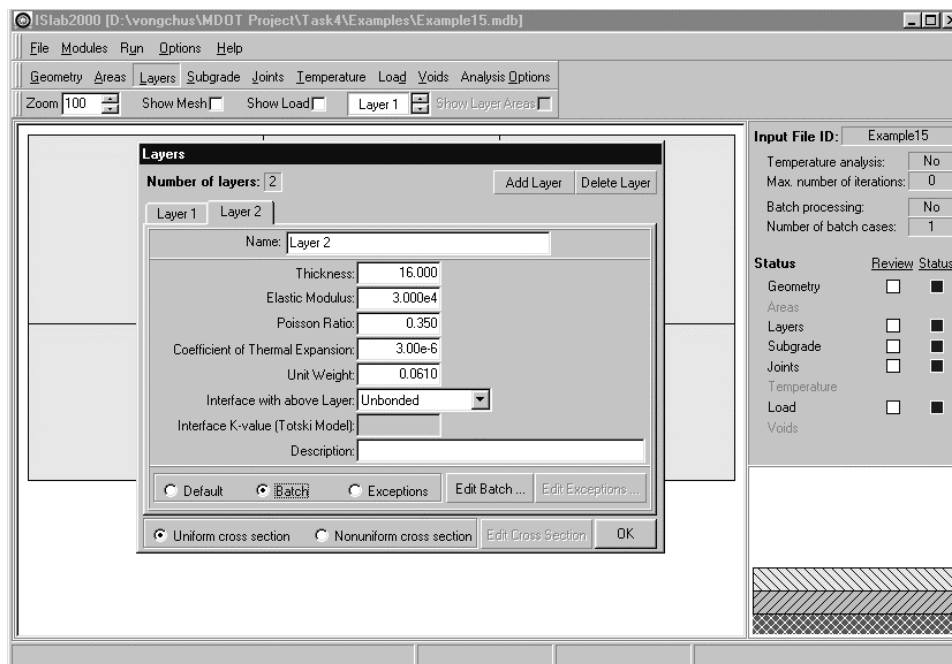 ISlab2000 [D:\vongchus\MDOT Project\Task4\Examples\Example15.mdb]
File Modules Run Options Help
Geometry Areas Layers Subgrade Joints Temperature Load Voids Analysis Options
Zoom 100 Show Mesh Show Load Layer 1 Show Layer Areas
Layers
Number of layers: 2 Add Layer Delete Layer
Layer 1 Layer 2
Name: Layer 2
Thickness: 16.000
Elastic Modulus: 3.000e4
Poisson Ratio: 0.350
Coefficient of Thermal Expansion: 3.00e-6
Unit Weight: 0.0610
Interface with above Layer: Unbonded
Interface K-value (Totski Model):
Description:
Default Batch Exceptions Edit Batch ... Edit Exceptions ...
Uniform cross section Nonuniform cross section Edit Cross Section OK
Input File ID: Example15
Temperature analysis: No
Max. number of iterations: 0
Batch processing: No
Number of batch cases: 1
Status Review Status
Geometry
Areas
Layers
Subgrade
Joints
Temperature
Load
Voids